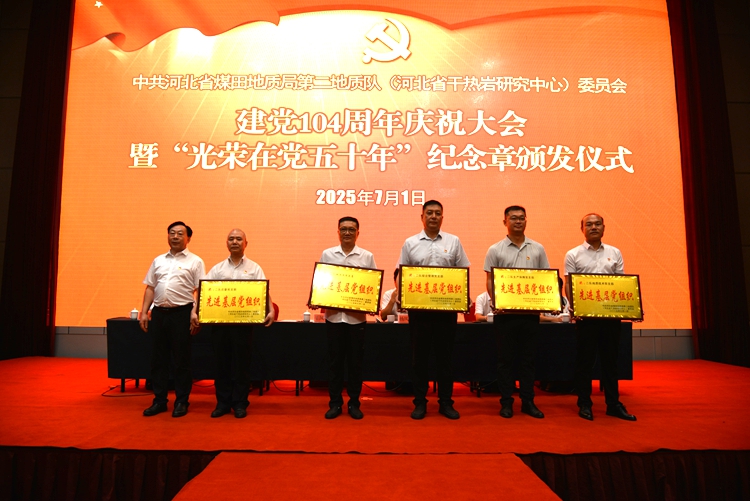 中共河北省煤田地质局第二地质队（河北省干热岩研究中心）委员会
建党104周年庆祝大会
暨“光荣在党五十年”纪念章颁发仪式
2025年7月1日
先进基层党组织
先进基层党组织
先进基层党组织
先进基层党组织
先进基层党组织